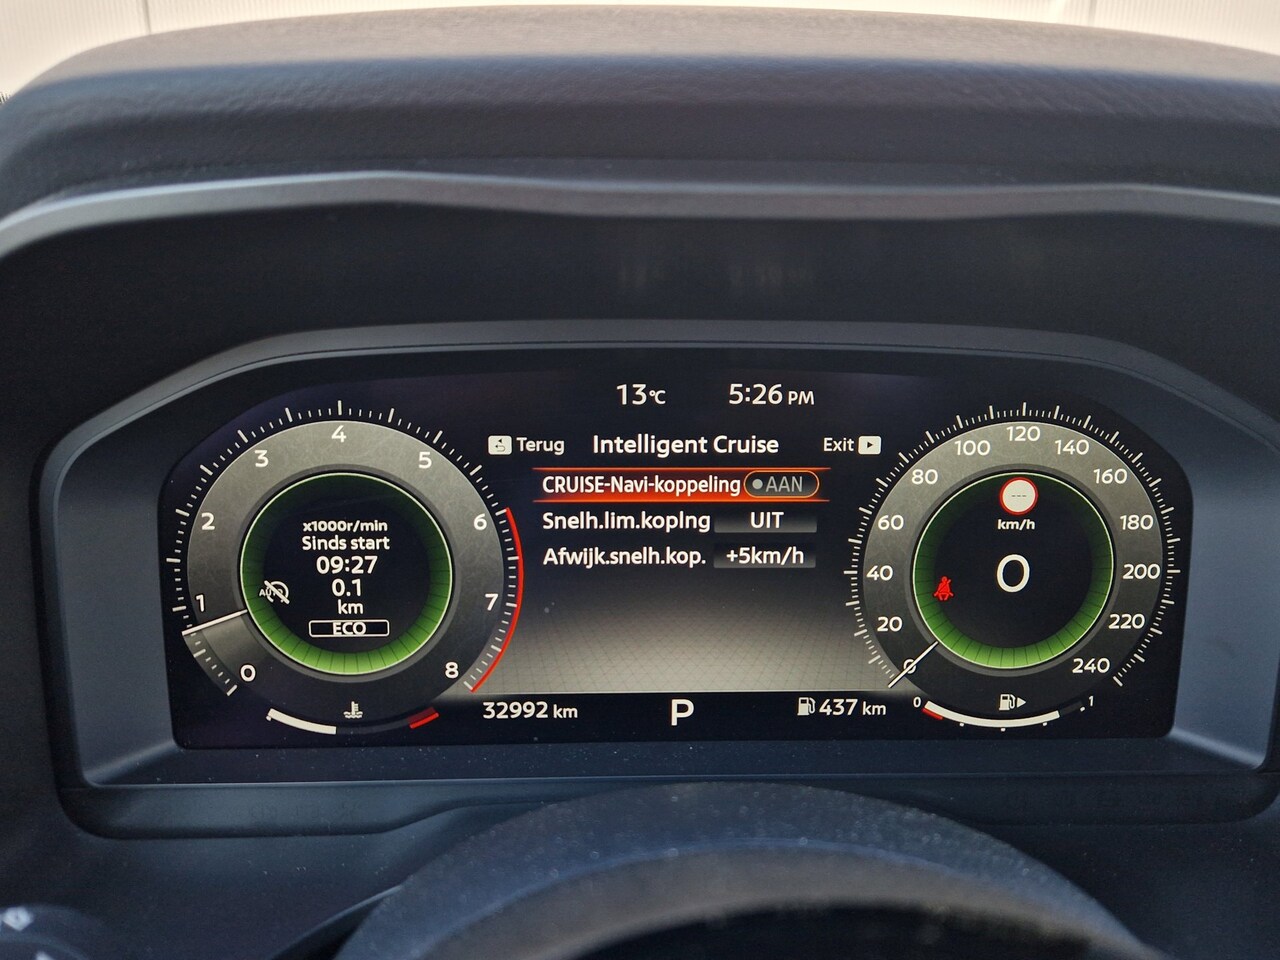 13°C 5:26 PM
Terug Intelligent Cruise Exit
CRUISE-Navi-koppeling AAN
Snelh.lim.koplng UIT
Afwijk.snelh.kop. +5km/h
0 1 2 3 4 5 6 7 8
x1000r/min
Sinds start
09:27
0.1
km
ECO
AUTO
0 20 40 60 80 100 120 140 160 180 200 220 240
---
km/h
0
32992 km P 437 km
0 1